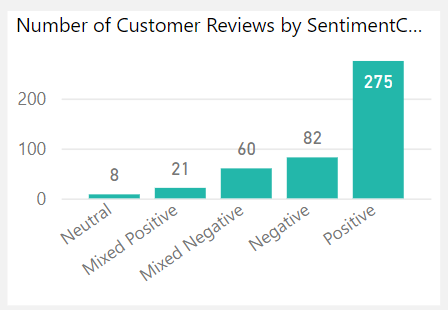 Number of Customer Reviews by SentimentC...
200
100
0
8
21
60
82
275
Neutral
Mixed Positive
Mixed Negative
Negative
Positive